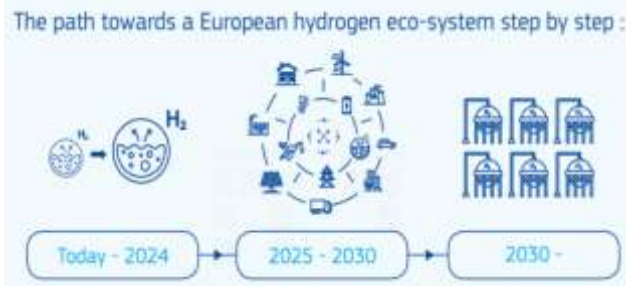 The path towards a European hydrogen eco-system step by step :
H₂
H₂
Today - 2024
2025 - 2030
2030 -